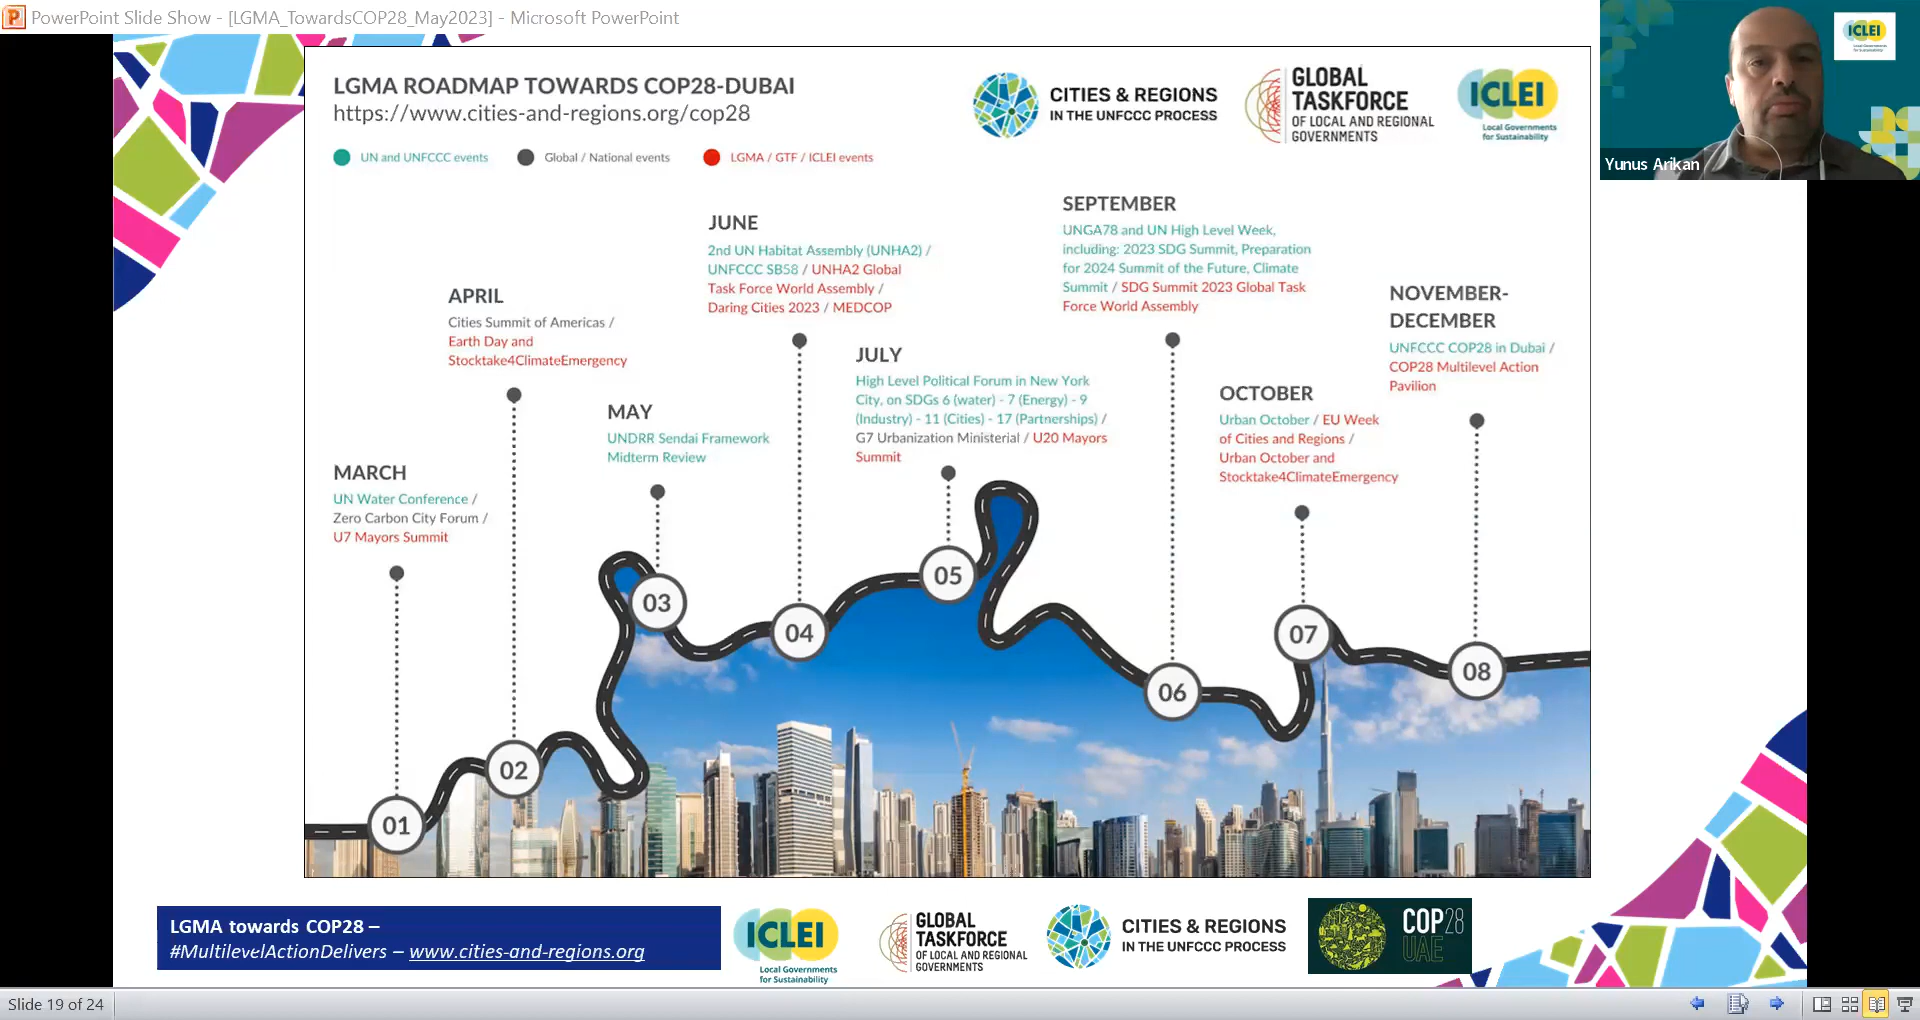 PowerPoint Slide Show - [LGMA_TowardsCOP28_May2023] - Microsoft PowerPoint
LGMA ROADMAP TOWARDS COP28-DUBAI
https://www.cities-and-regions.org/cop28
UN and UNFCCC events
Global / National events
LGMA / GTF / ICLEI events
CITIES & REGIONS
IN THE UNFCCC PROCESS
GLOBAL
TASKFORCE
OF LOCAL AND REGIONAL
GOVERNMENTS
ICLEI
Local Governments
for Sustainability
ICLEI
Yunus Arikan
MARCH
UN Water Conference /
Zero Carbon City Forum /
U7 Mayors Summit
APRIL
Cities Summit of Americas /
Earth Day and
Stocktake4ClimateEmergency
MAY
UNDRR Sendai Framework
Midterm Review
JUNE
2nd UN Habitat Assembly (UNHA2) /
UNFCCC SB58 / UNHA2 Global
Task Force World Assembly /
Daring Cities 2023 / MEDCOP
JULY
High Level Political Forum in New York
City, on SDGs 6 (water) - 7 (Energy) - 9
(Industry) - 11 (Cities) - 17 (Partnerships) /
G7 Urbanization Ministerial / U20 Mayors
Summit
SEPTEMBER
UNGA78 and UN High Level Week,
including: 2023 SDG Summit, Preparation
for 2024 Summit of the Future, Climate
Summit / SDG Summit 2023 Global Task
Force World Assembly
OCTOBER
Urban October / EU Week
of Cities and Regions /
Urban October and
Stocktake4ClimateEmergency
NOVEMBER-
DECEMBER
UNFCCC COP28 in Dubai /
COP28 Multilevel Action
Pavilion
01
02
03
04
05
06
07
08
LGMA towards COP28 –
#MultilevelActionDelivers – www.cities-and-regions.org
ICLEI
Local Governments
for Sustainability
GLOBAL
TASKFORCE
OF LOCAL AND REGIONAL
GOVERNMENTS
CITIES & REGIONS
IN THE UNFCCC PROCESS
COP28
UAE
Slide 19 of 24